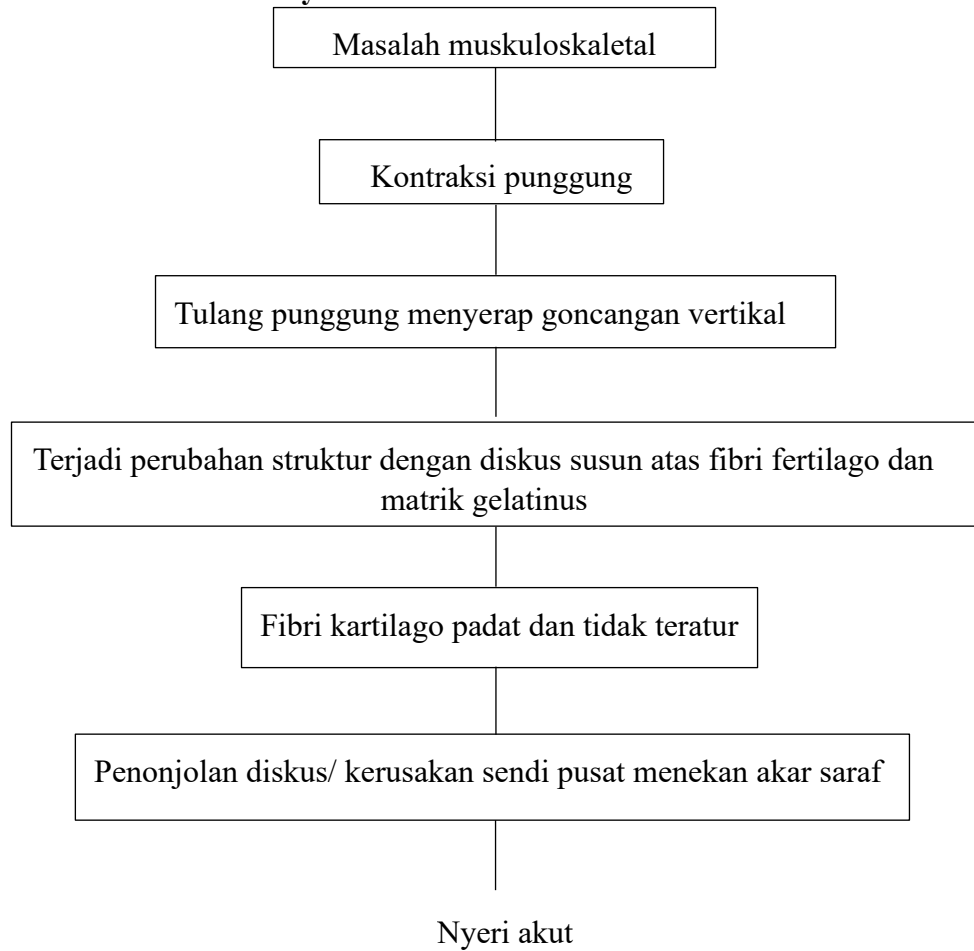 Masalah muskuloskaletal
Kontraksi punggung
Tulang punggung menyerap goncangan vertikal
Terjadi perubahan struktur dengan diskus susun atas fibri fertilago dan
matrik gelatinus
Fibri kartilago padat dan tidak teratur
Penonjolan diskus/ kerusakan sendi pusat menekan akar saraf
Nyeri akut